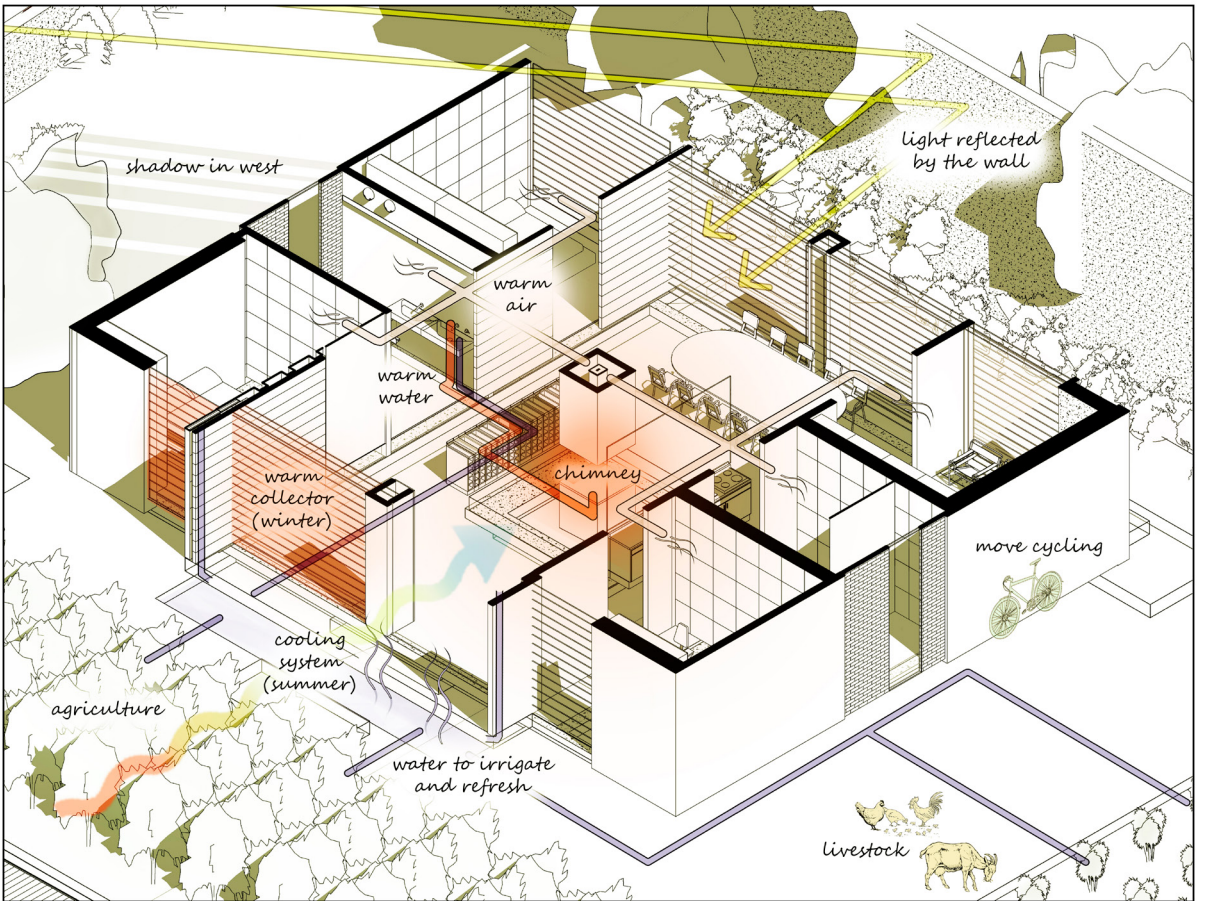 shadow in west
light reflected
by the wall
warm
air
warm
water
chimney
warm
collector
(winter)
move cycling
cooling
system
(summer)
agriculture
water to irrigate
and refresh
livestock